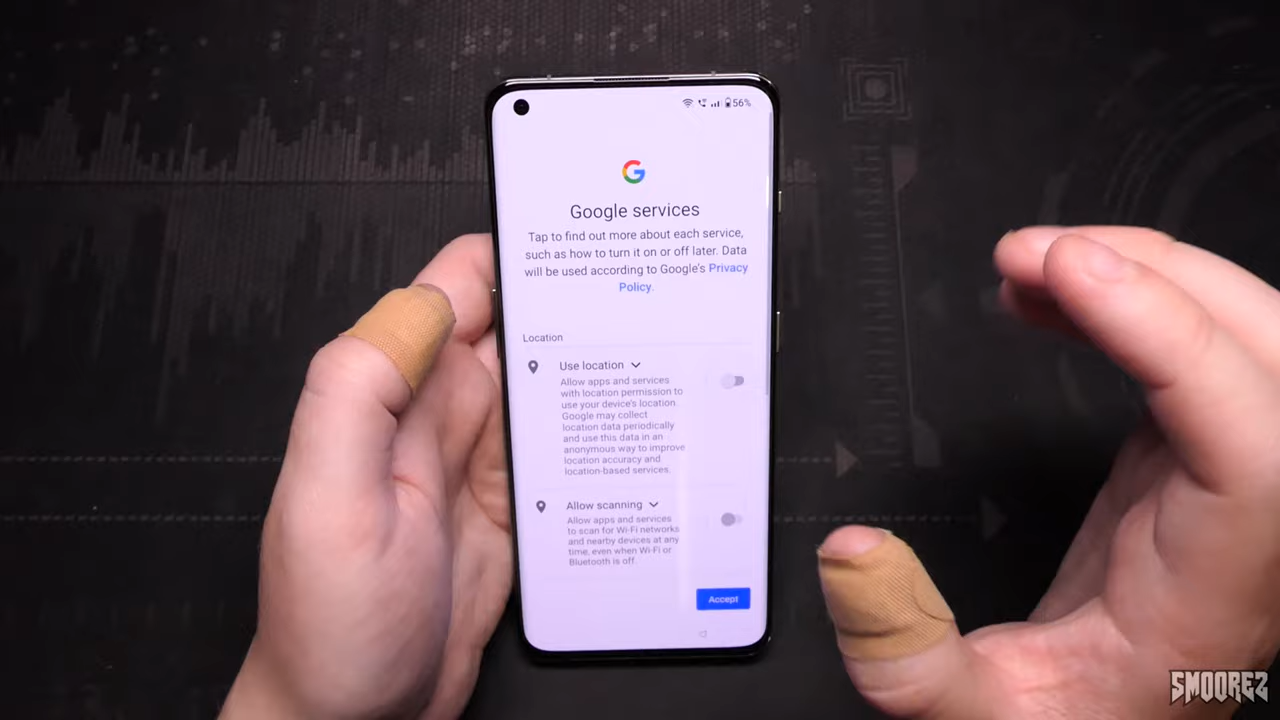 56%
G
Google services
Tap to find out more about each service,
such as how to turn it on or off later. Data
will be used according to Google's Privacy
Policy.
Location
Use location
Allow apps and services
with location permission to
use your device's location.
Google may collect
location data periodically
and use this data in an
anonymous way to improve
location accuracy and
location-based services.
Allow scanning
Allow apps and services
to scan for Wi-Fi networks
and nearby devices at any
time, even when Wi-Fi or
Bluetooth is off.
Accept
SMOOREZ